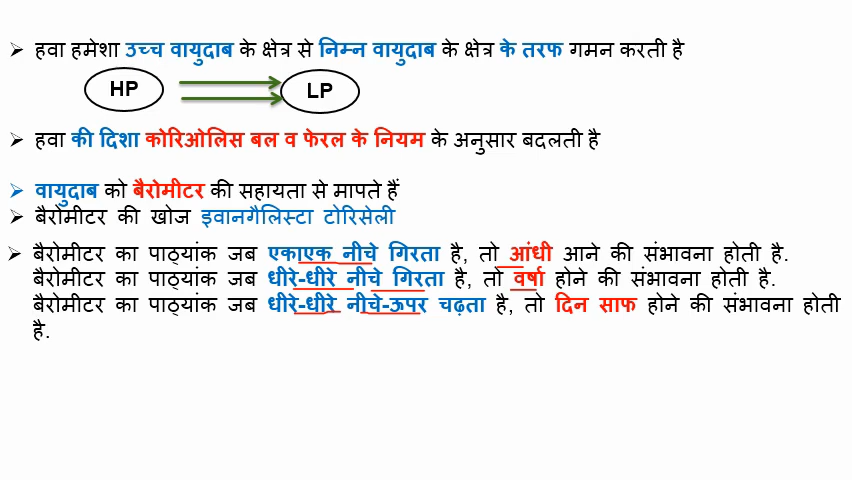 ➢ हवा हमेशा उच्च वायुदाब के क्षेत्र से निम्न वायुदाब के क्षेत्र के तरफ गमन करती है
HP LP
➢ हवा की दिशा कोरिओलिस बल व फेरल के नियम के अनुसार बदलती है
➢ वायुदाब को बैरोमीटर की सहायता से मापते हैं
➢ बैरोमीटर की खोज इवानगैलिस्टा टोरिसेली
➢ बैरोमीटर का पाठ्यांक जब एकाएक नीचे गिरता है, तो आंधी आने की संभावना होती है.
बैरोमीटर का पाठ्यांक जब धीरे-धीरे नीचे गिरता है, तो वर्षा होने की संभावना होती है.
बैरोमीटर का पाठ्यांक जब धीरे-धीरे नीचे-ऊपर चढ़ता है, तो दिन साफ होने की संभावना होती
है.